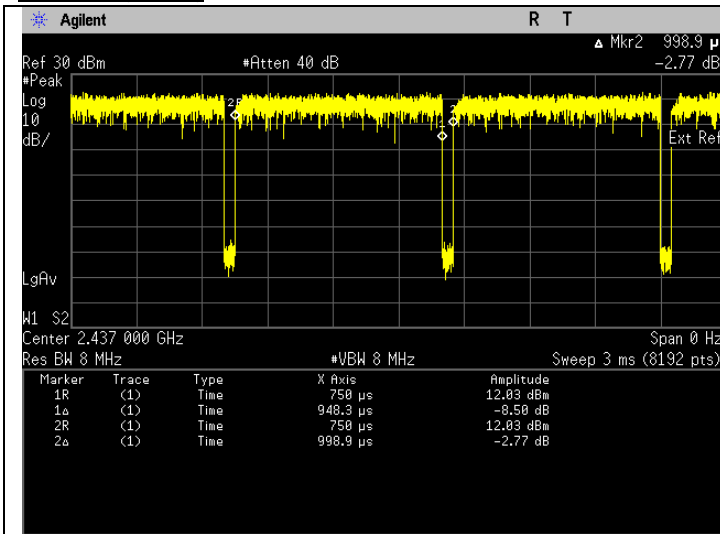 Agilent R T
Δ Mkr2 998.9 µ
Ref 30 dBm #Atten 40 dB -2.77 dB
#Peak
Log
10
dB/
2R
1
2
Ext Ref
LgAv
W1 S2
Center 2.437 000 GHz Span 0 Hz
Res BW 8 MHz #VBW 8 MHz Sweep 3 ms (8192 pts)
Marker Trace Type X Axis Amplitude
1R (1) Time 750 µs 12.03 dBm
1Δ (1) Time 948.3 µs -8.50 dB
2R (1) Time 750 µs 12.03 dBm
2Δ (1) Time 998.9 µs -2.77 dB